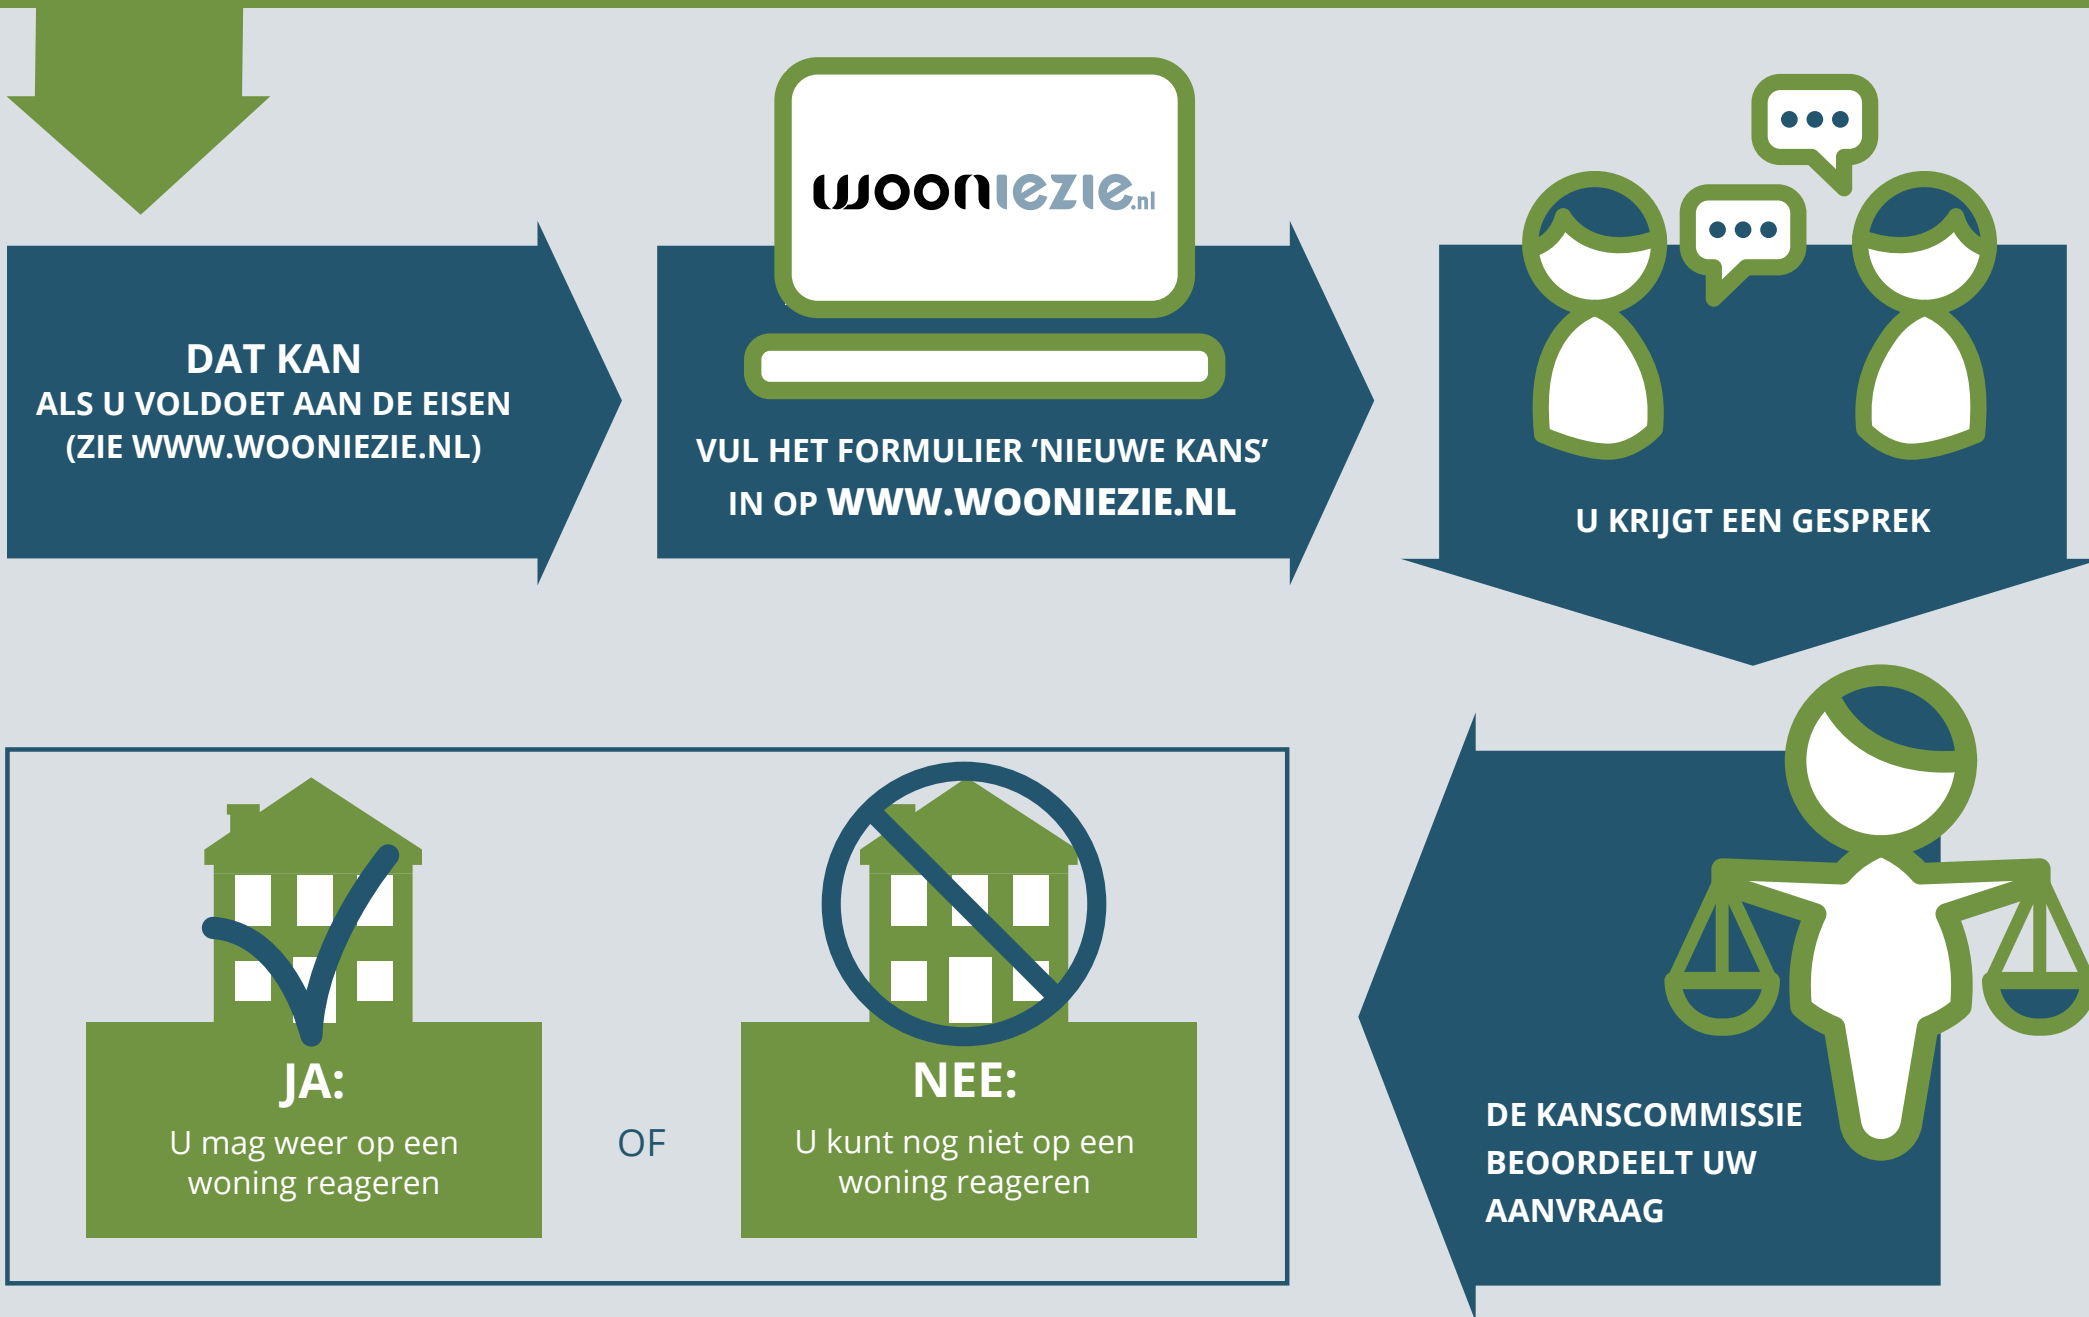 DAT KAN
ALS U VOLDOET AAN DE EISEN
(ZIE WWW.WOONIEZIE.NL)
wooniezie.nl
VUL HET FORMULIER ‘NIEUWE KANS’
IN OP WWW.WOONIEZIE.NL
U KRIJGT EEN GESPREK
DE KANSCOMMISSIE
BEOORDEELT UW
AANVRAAG
JA:
U mag weer op een
woning reageren
OF
NEE:
U kunt nog niet op een
woning reageren